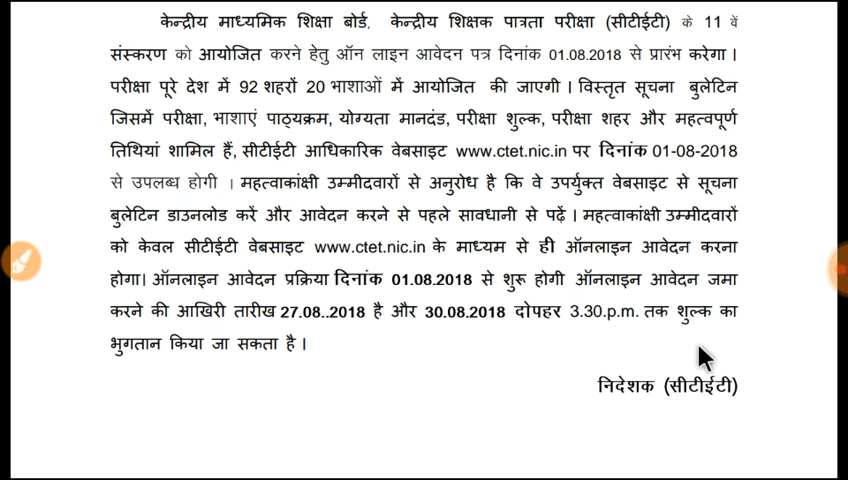 केन्द्रीय माध्यमिक शिक्षा बोर्ड, केन्द्रीय शिक्षक पात्रता परीक्षा (सीटीईटी) के 11 वें
संस्करण को आयोजित करने हेतु ऑन लाइन आवेदन पत्र दिनांक 01.08.2018 से प्रारंभ करेगा।
परीक्षा पूरे देश में 92 शहरों 20 भाशाओं में आयोजित की जाएगी। विस्तृत सूचना बुलेटिन
जिसमें परीक्षा, भाशाएं पाठ्यक्रम, योग्यता मानदंड, परीक्षा शुल्क, परीक्षा शहर और महत्वपूर्ण
तिथियां शामिल हैं, सीटीईटी आधिकारिक वेबसाइट www.ctet.nic.in पर दिनांक 01-08-2018
से उपलब्ध होगी । महत्वाकांक्षी उम्मीदवारों से अनुरोध है कि वे उपर्युक्त वेबसाइट से सूचना
बुलेटिन डाउनलोड करें और आवेदन करने से पहले सावधानी से पढ़ें। महत्वाकांक्षी उम्मीदवारों
को केवल सीटीईटी वेबसाइट www.ctet.nic.in के माध्यम से ही ऑनलाइन आवेदन करना
होगा। ऑनलाइन आवेदन प्रक्रिया दिनांक 01.08.2018 से शुरू होगी ऑनलाइन आवेदन जमा
करने की आखिरी तारीख 27.08..2018 है और 30.08.2018 दोपहर 3.30.p.m. तक शुल्क का
भुगतान किया जा सकता है।
निदेशक (सीटीईटी)